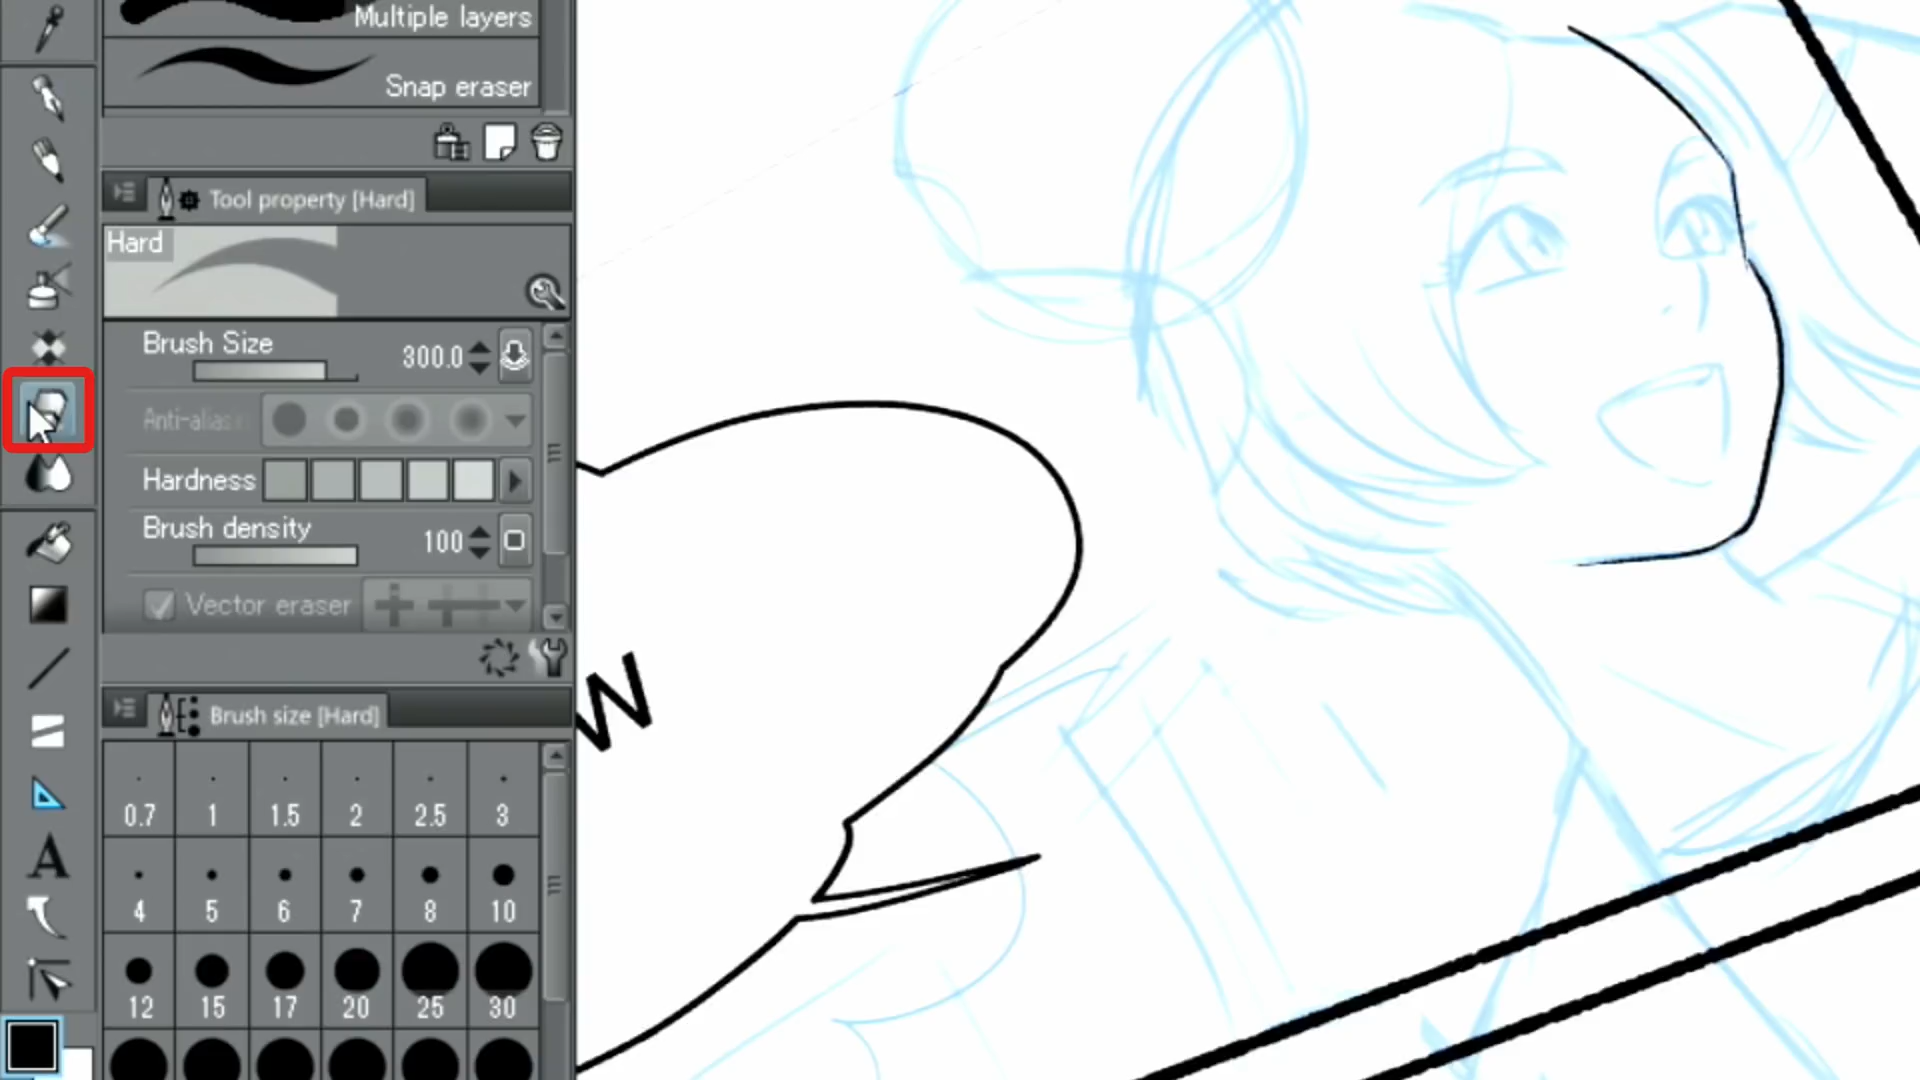 Multiple layers
Snap eraser
Tool property [Hard]
Hard
Brush Size 300.0
Anti-alias
Hardness
Brush density 100
Vector eraser
Brush size [Hard]
0.7 1 1.5 2 2.5 3
4 5 6 7 8 10
12 15 17 20 25 30
A
w